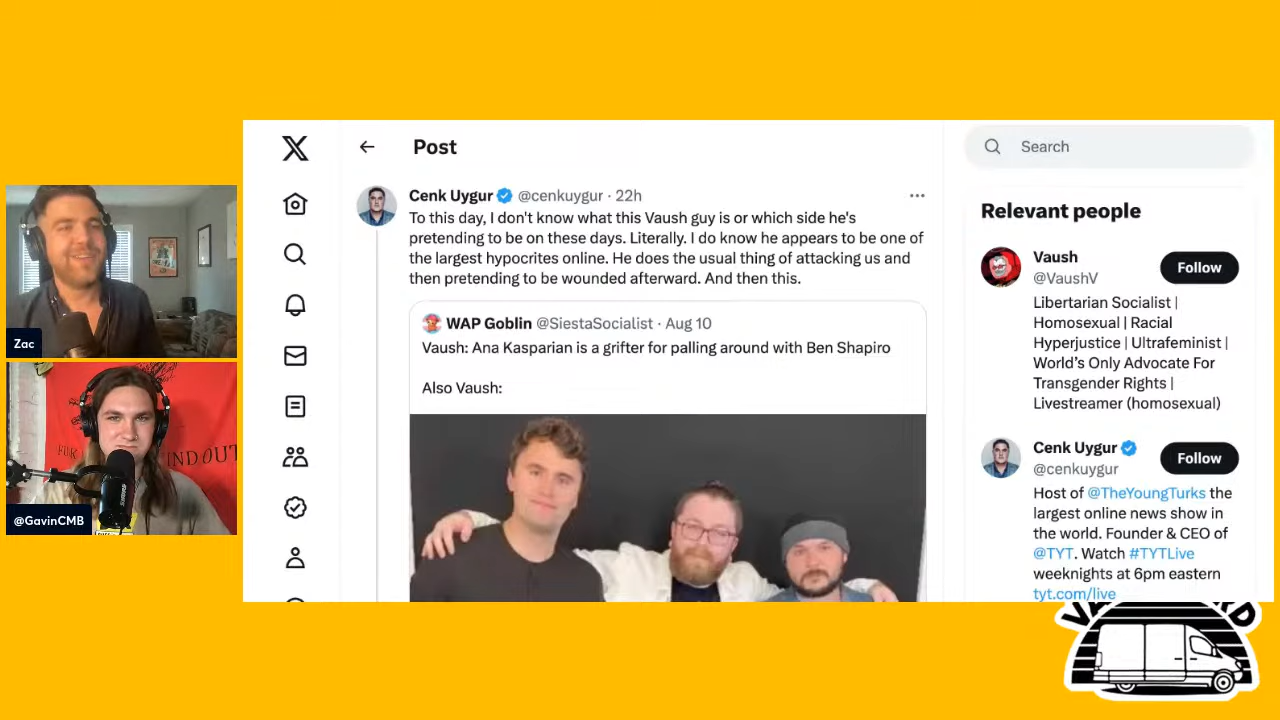 Post
Search
Cenk Uygur @cenkuygur · 22h
To this day, I don't know what this Vaush guy is or which side he's
pretending to be on these days. Literally. I do know he appears to be one of
the largest hypocrites online. He does the usual thing of attacking us and
then pretending to be wounded afterward. And then this.
WAP Goblin @SiestaSocialist · Aug 10
Vaush: Ana Kasparian is a grifter for palling around with Ben Shapiro
Also Vaush:
Relevant people
Vaush
@VaushV
Follow
Libertarian Socialist |
Homosexual | Racial
Hyperjustice | Ultrafeminist |
World's Only Advocate For
Transgender Rights |
Livestreamer (homosexual)
Cenk Uygur
@cenkuygur
Follow
Host of @TheYoungTurks the
largest online news show in
the world. Founder & CEO of
@TYT. Watch #TYTLive
weeknights at 6pm eastern
tyt.com/live
Zac
@GavinCMB